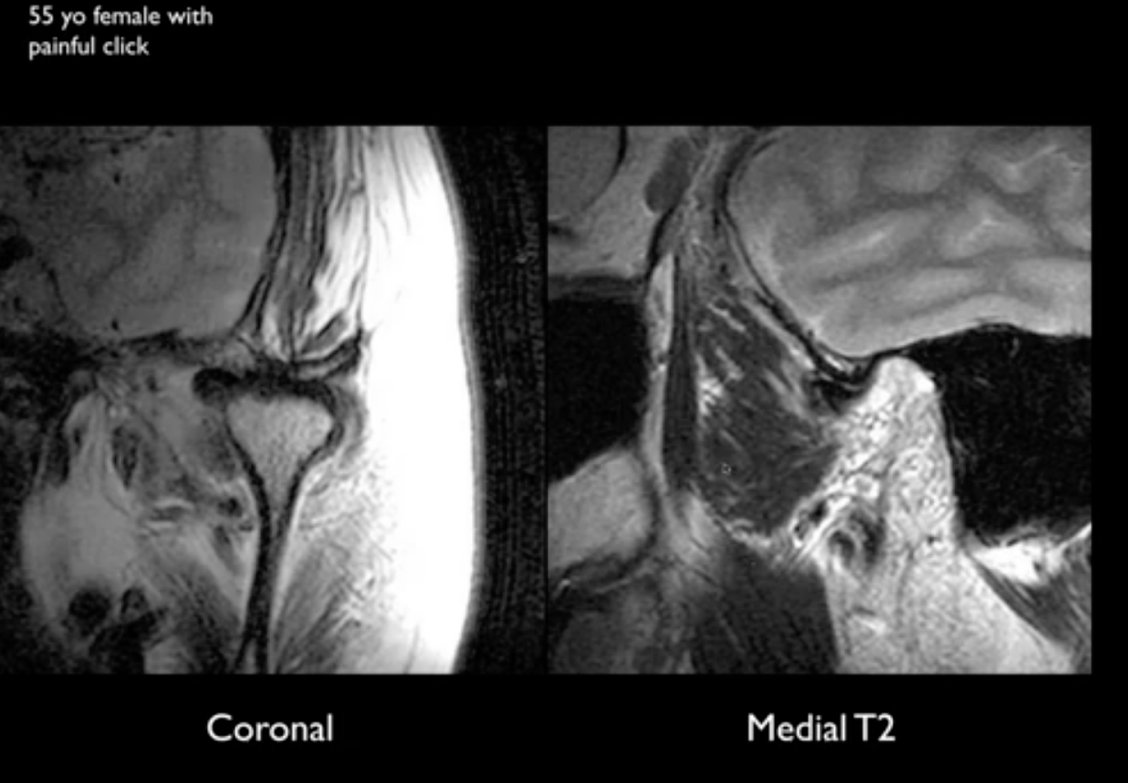 55 yo female with
painful click
Coronal
Medial T2